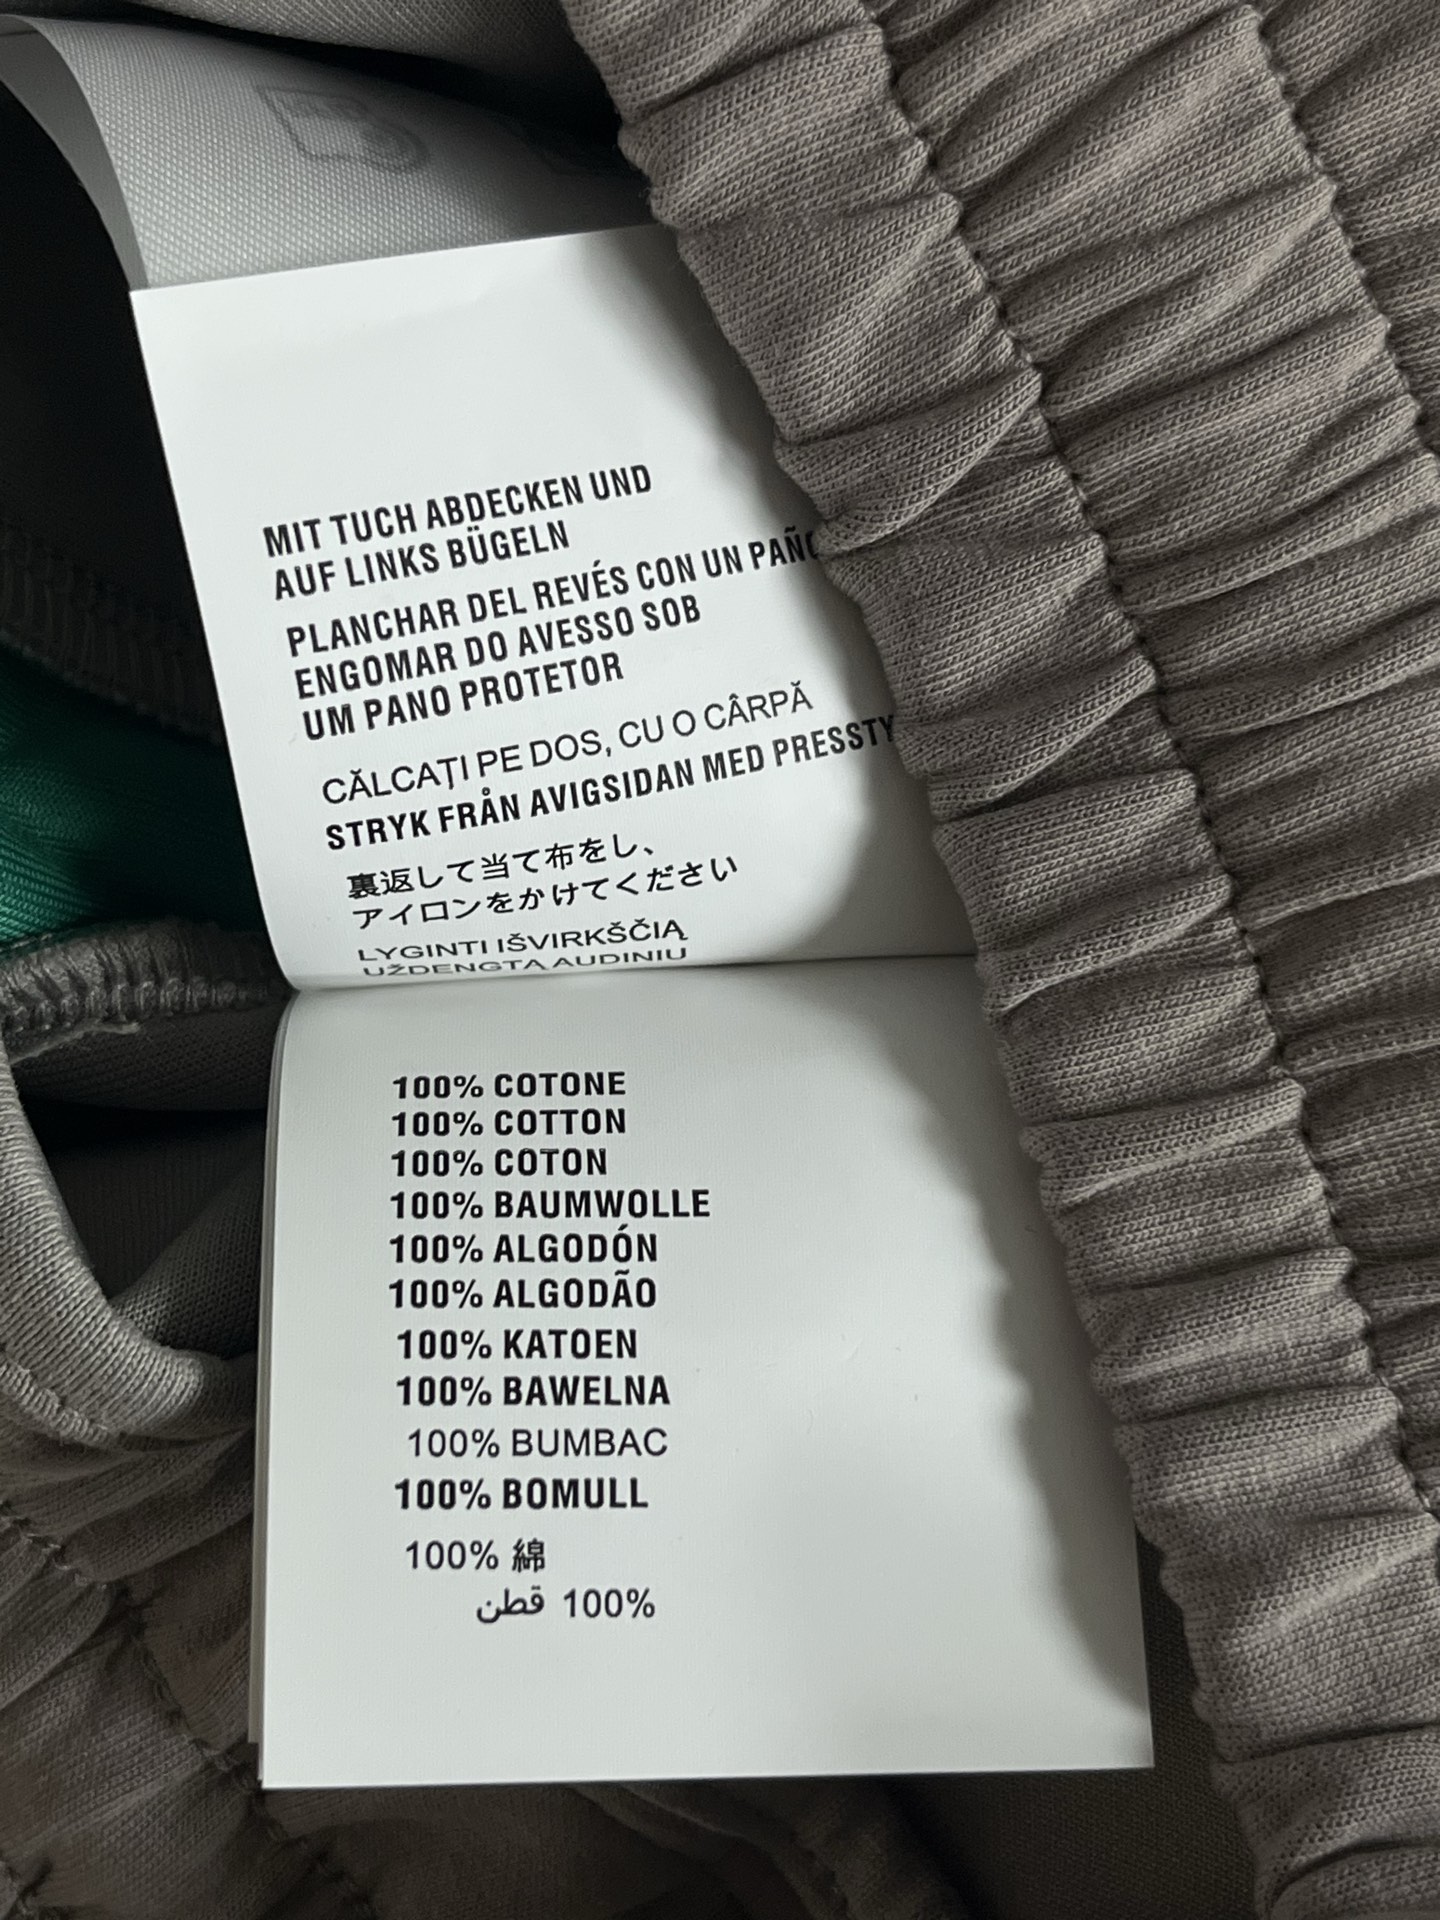 MIT TUCH ABDECKEN UND
AUF LINKS BÜGELN
PLANCHAR DEL REVÉS CON UN
ENGOMAR DO AVESSO SOB
UM PANO PROTETOR
CĂLCAȚI PE DOS, CU O CÂRPĂ
STRYK FRÅN AVIGSIDAN MED
裏返して当て布をし、
アイロンをかけてください
LYGINTI IŠVIRKŠČIĄ
UŽDENGTA AUDINIU
100% COTONE
100% COTTON
100% COTON
100% BAUMWOLLE
100% ALGODÓN
100% ALGODÃO
100% KATOEN
100% BAWELNA
100% BUMBAC
100% BOMULL
100% 綿
100% قطن